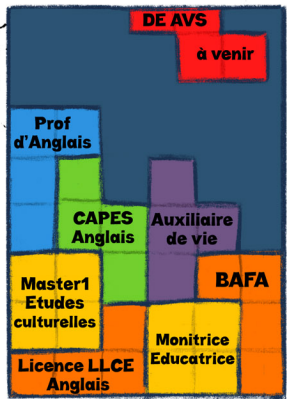 DE AVS
à venir
Prof
d'Anglais
CAPES
Anglais
Auxiliaire
de vie
BAFA
Master1
Etudes
culturelles
Monitrice
Educatrice
Licence LLCE
Anglais